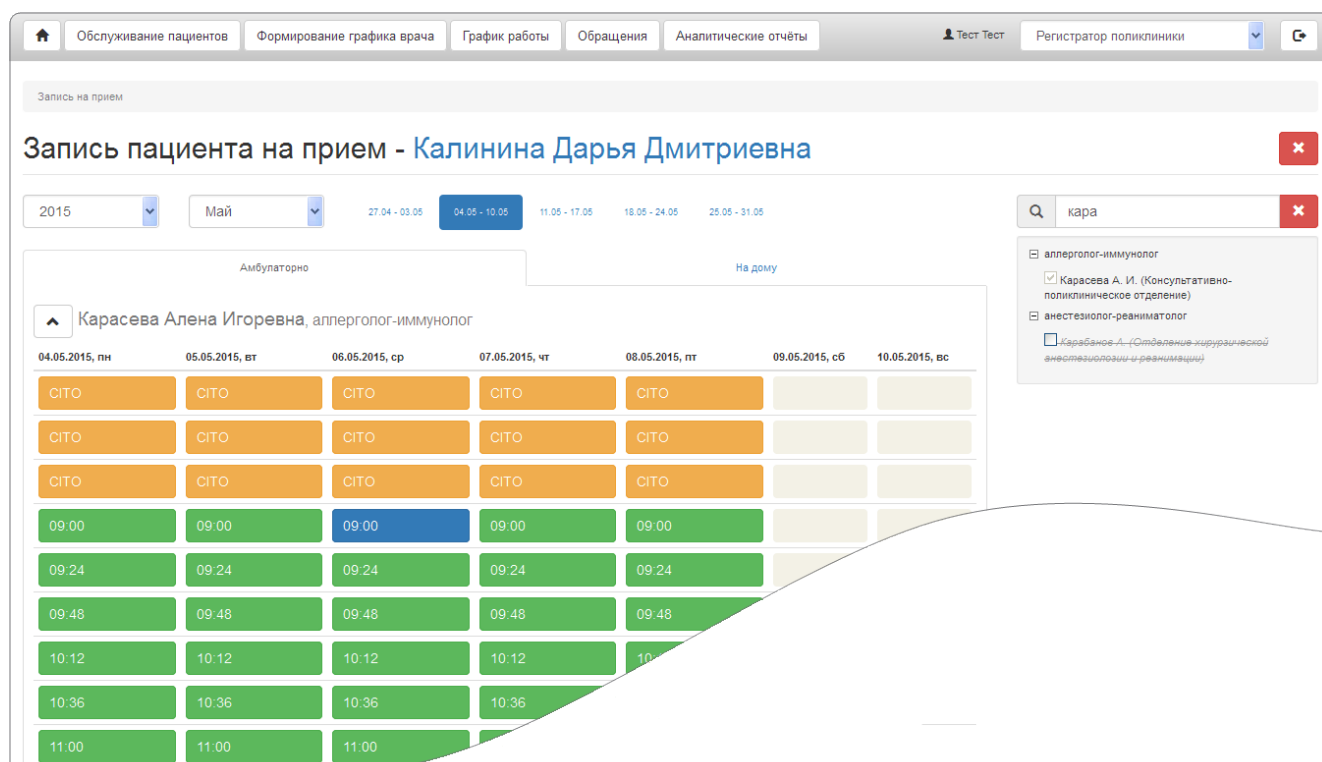 Обслуживание пациентов Формирование графика врача График работы Обращения Аналитические отчёты Тест Тест Регистратор поликлиники
Запись на прием
Запись пациента на прием - Калинина Дарья Дмитриевна
2015 Май 27.04 - 03.05 04.05 - 10.05 11.05 - 17.05 18.05 - 24.05 25.05 - 31.05
кара
Амбулаторно На дому
аллерголог-иммунолог
Карасева А. И. (Консультативно-
поликлиническое отделение)
анестезиолог-реаниматолог
Карабанов А. (Отделение хирургической
анестезиологии и реанимации)
Карасева Алена Игоревна, аллерголог-иммунолог
04.05.2015, пн 05.05.2015, вт 06.05.2015, ср 07.05.2015, чт 08.05.2015, пт 09.05.2015, сб 10.05.2015, вс
CITO CITO CITO CITO CITO
CITO CITO CITO CITO CITO
CITO CITO CITO CITO CITO
09:00 09:00 09:00 09:00 09:00
09:24 09:24 09:24 09:24 09:24
09:48 09:48 09:48 09:48 09:48
10:12 10:12 10:12 10:12
10:36 10:36 10:36 10:36
11:00 11:00 11:00